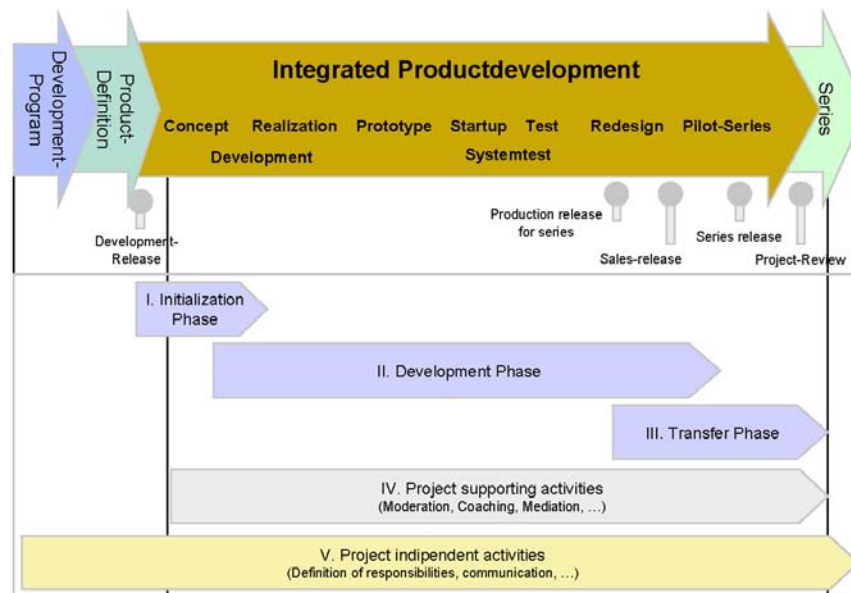 Development-
Program
Product-
Definition
Integrated Productdevelopment
Series
Concept Realization Prototype Startup Test Redesign Pilot-Series
Development Systemtest
Development-
Release
Production release
for series
Sales-release
Series release
Project-Review
I. Initialization
Phase
II. Development Phase
III. Transfer Phase
IV. Project supporting activities
(Moderation, Coaching, Mediation, ...)
V. Project indipendent activities
(Definition of responsibilities, communication, ...)